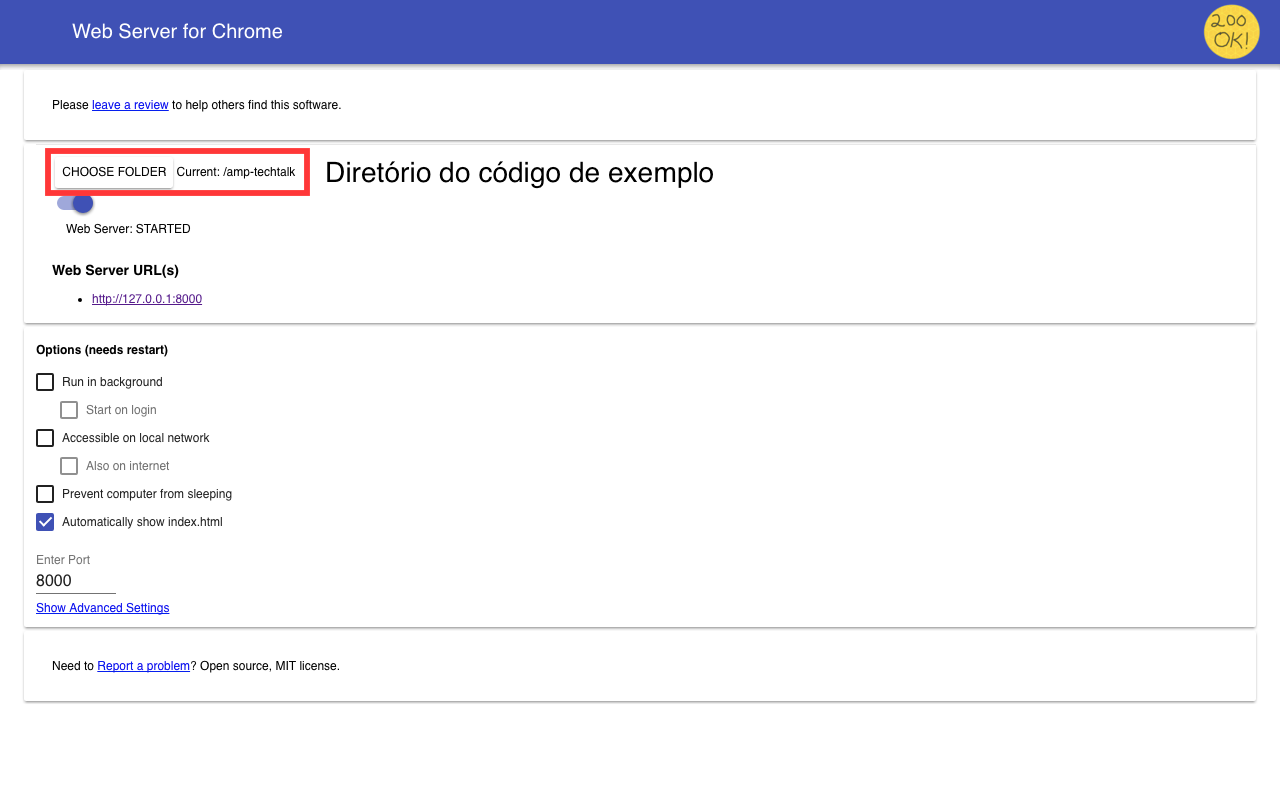 Web Server for Chrome
200
OK!
Please leave a review to help others find this software.
CHOOSE FOLDER Current: /amp-techtalk Diretório do código de exemplo
Web Server: STARTED
Web Server URL(s)
http://127.0.0.1:8000
Options (needs restart)
Run in background
Start on login
Accessible on local network
Also on internet
Prevent computer from sleeping
Automatically show index.html
Enter Port
8000
Show Advanced Settings
Need to Report a problem? Open source, MIT license.